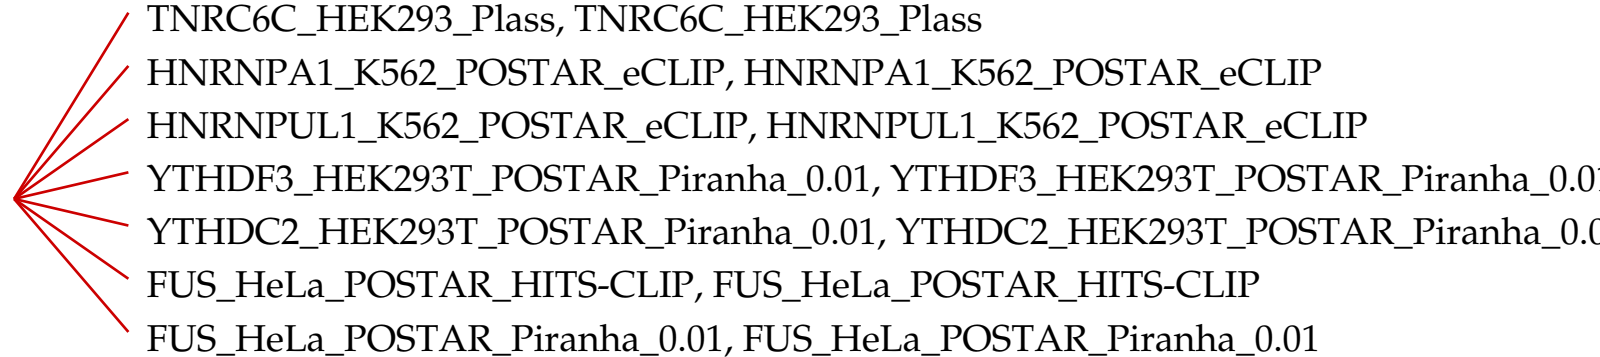 TNRC6C_HEK293_Plass, TNRC6C_HEK293_Plass
HNRNPA1_K562_POSTAR_eCLIP, HNRNPA1_K562_POSTAR_eCLIP
HNRNPUL1_K562_POSTAR_eCLIP, HNRNPUL1_K562_POSTAR_eCLIP
YTHDF3_HEK293T_POSTAR_Piranha_0.01, YTHDF3_HEK293T_POSTAR_Piranha_0.01
YTHDC2_HEK293T_POSTAR_Piranha_0.01, YTHDC2_HEK293T_POSTAR_Piranha_0.0
FUS_HeLa_POSTAR_HITS-CLIP, FUS_HeLa_POSTAR_HITS-CLIP
FUS_HeLa_POSTAR_Piranha_0.01, FUS_HeLa_POSTAR_Piranha_0.01